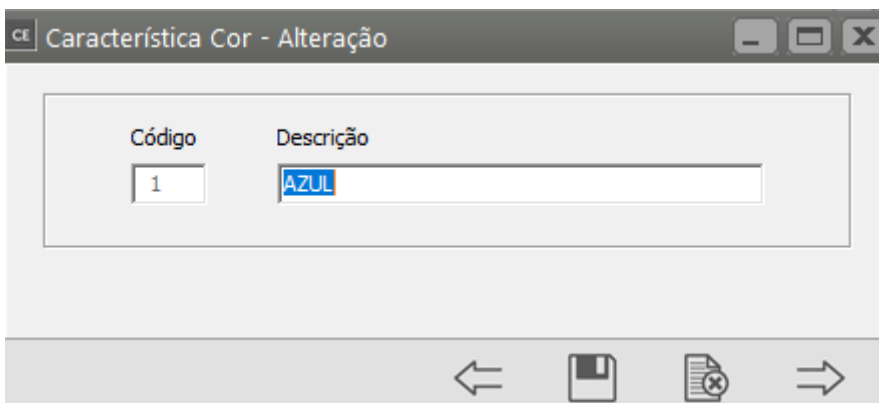 CE Característica Cor - Alteração
Código Descrição
1 AZUL